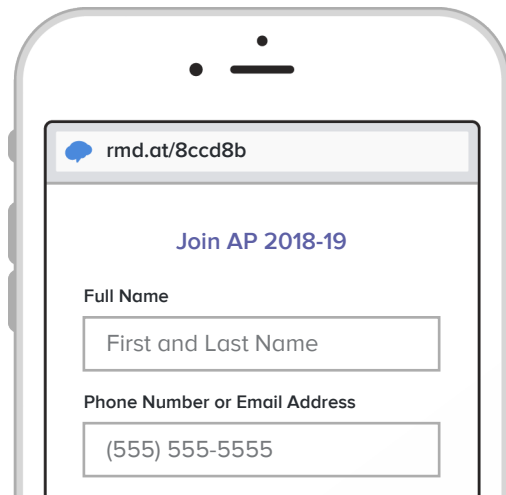 rmd.at/8ccd8b
Join AP 2018-19
Full Name
First and Last Name
Phone Number or Email Address
(555) 555-5555